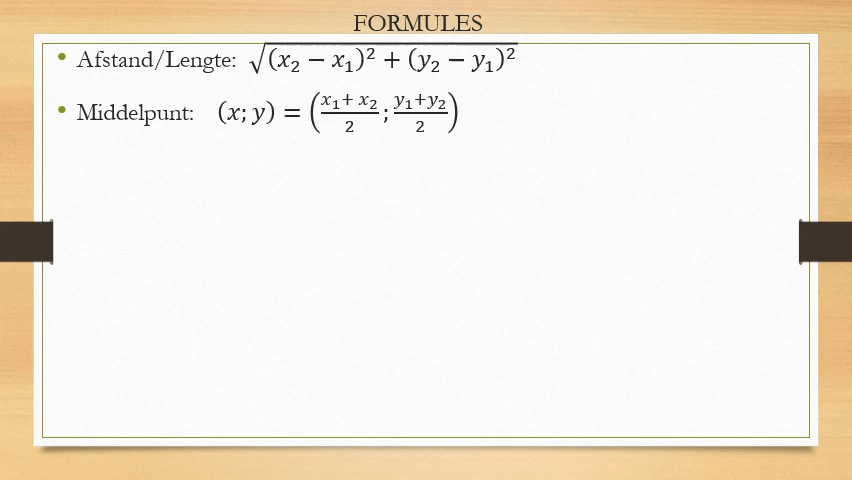 FORMULES
• Afstand/Lengte: √(x₂ − x₁)² + (y₂ − y₁)²
• Middelpunt: (x; y) = (x₁+ x₂/2 ; y₁+y₂/2)